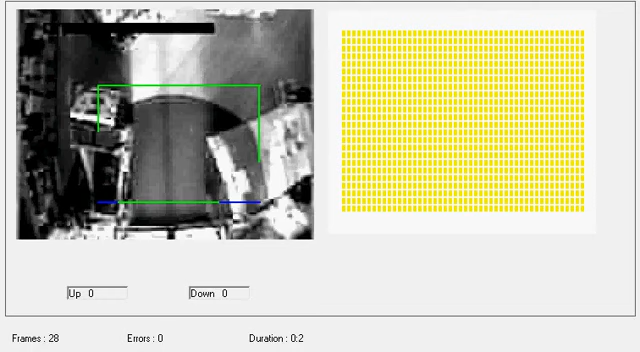 Up 0
Down 0
Frames : 28
Errors : 0
Duration : 0:2